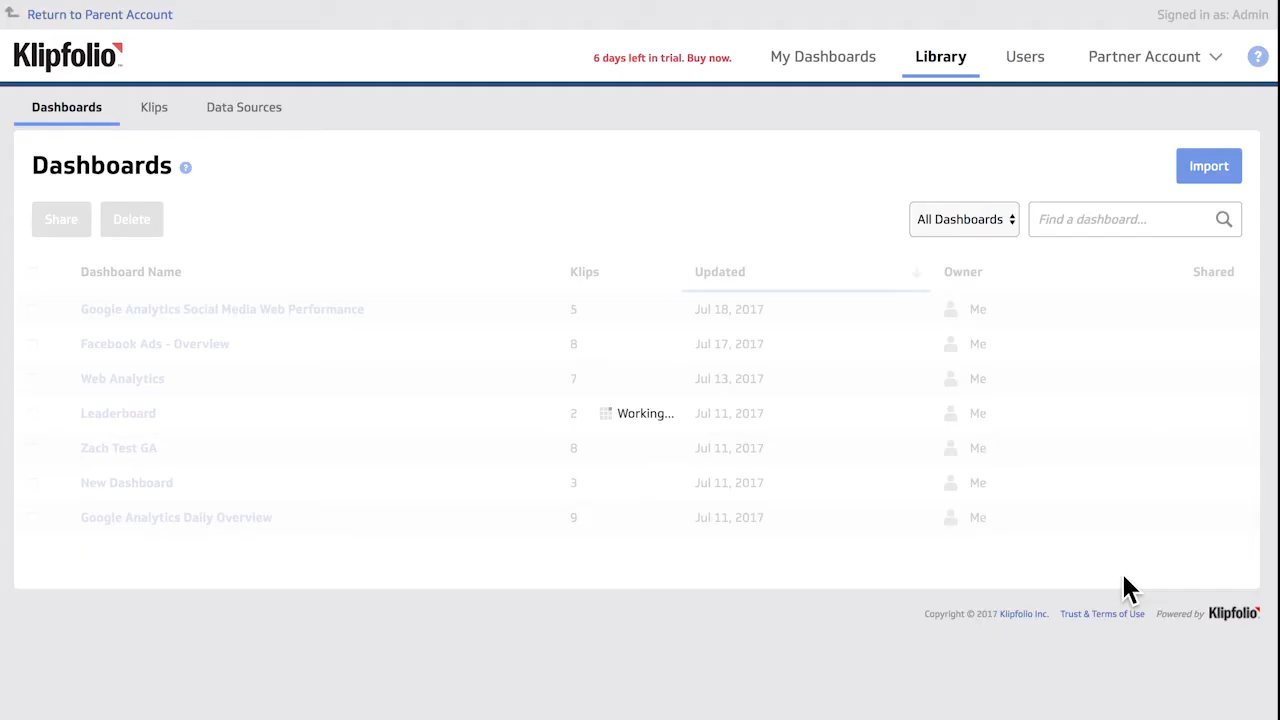 Return to Parent Account
Signed in as: Admin
Klipfolio
6 days left in trial. Buy now.
My Dashboards
Library
Users
Partner Account
?
Dashboards
Klips
Data Sources
Dashboards ?
Import
Share
Delete
All Dashboards
Find a dashboard...
Dashboard Name Klips Updated Owner Shared
Google Analytics Social Media Web Performance 5 Jul 18, 2017 Me
Facebook Ads - Overview 8 Jul 17, 2017 Me
Web Analytics 7 Jul 13, 2017 Me
Leaderboard 2 Working... Jul 11, 2017 Me
Zach Test GA 8 Jul 11, 2017 Me
New Dashboard 3 Jul 11, 2017 Me
Google Analytics Daily Overview 9 Jul 11, 2017 Me
Copyright © 2017 Klipfolio Inc. Trust & Terms of Use Powered by Klipfolio